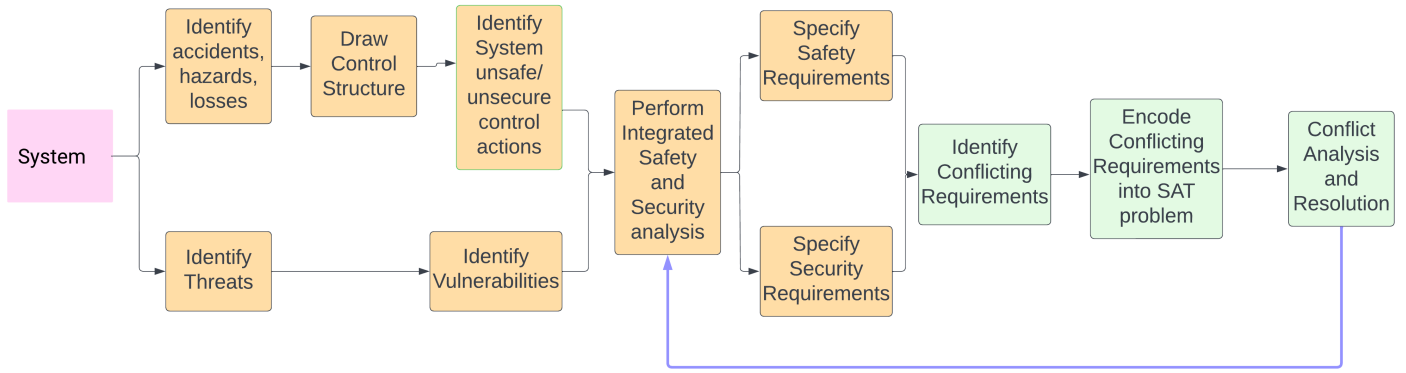 System
Identify
accidents,
hazards,
losses
Draw
Control
Structure
Identify
System
unsafe/
unsecure
control
actions
Identify
Threats
Identify
Vulnerabilities
Perform
Integrated
Safety
and
Security
analysis
Specify
Safety
Requirements
Specify
Security
Requirements
Identify
Conflicting
Requirements
Encode
Conflicting
Requirements
into SAT
problem
Conflict
Analysis
and
Resolution